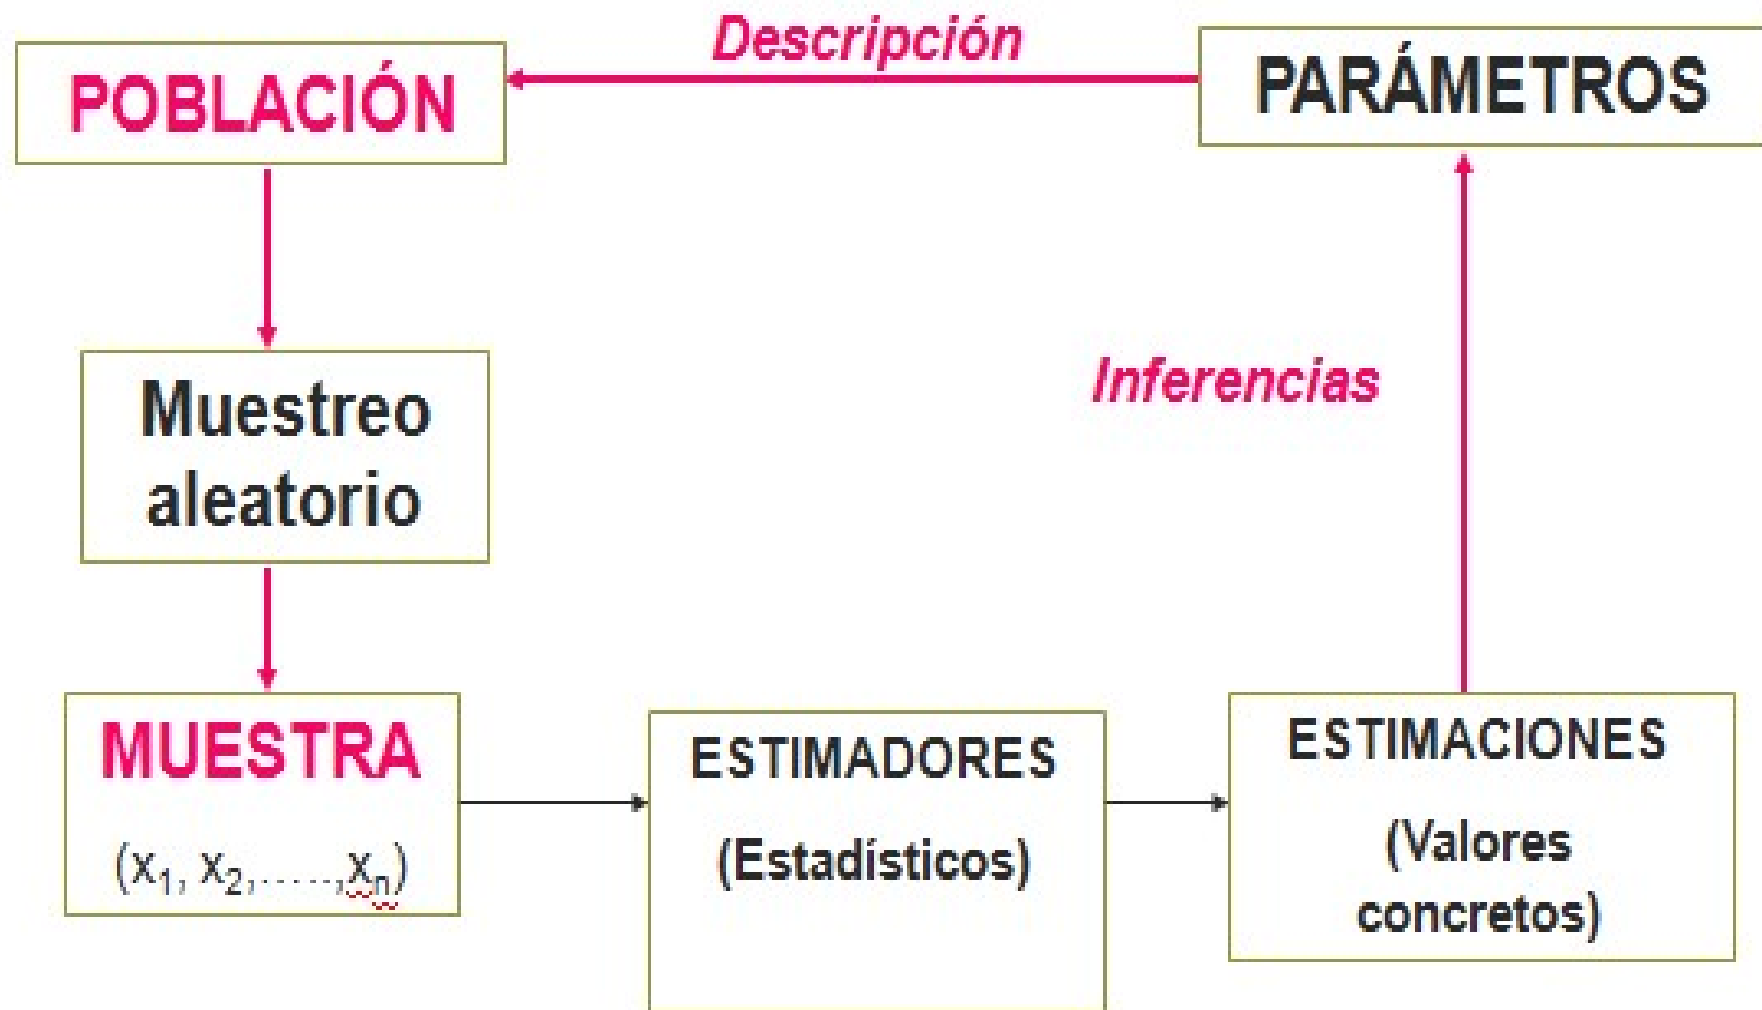 Descripción
POBLACIÓN
PARÁMETROS
Muestreo
aleatorio
Inferencias
MUESTRA
(x₁, x₂,.....,xₙ)
ESTIMADORES
(Estadísticos)
ESTIMACIONES
(Valores
concretos)